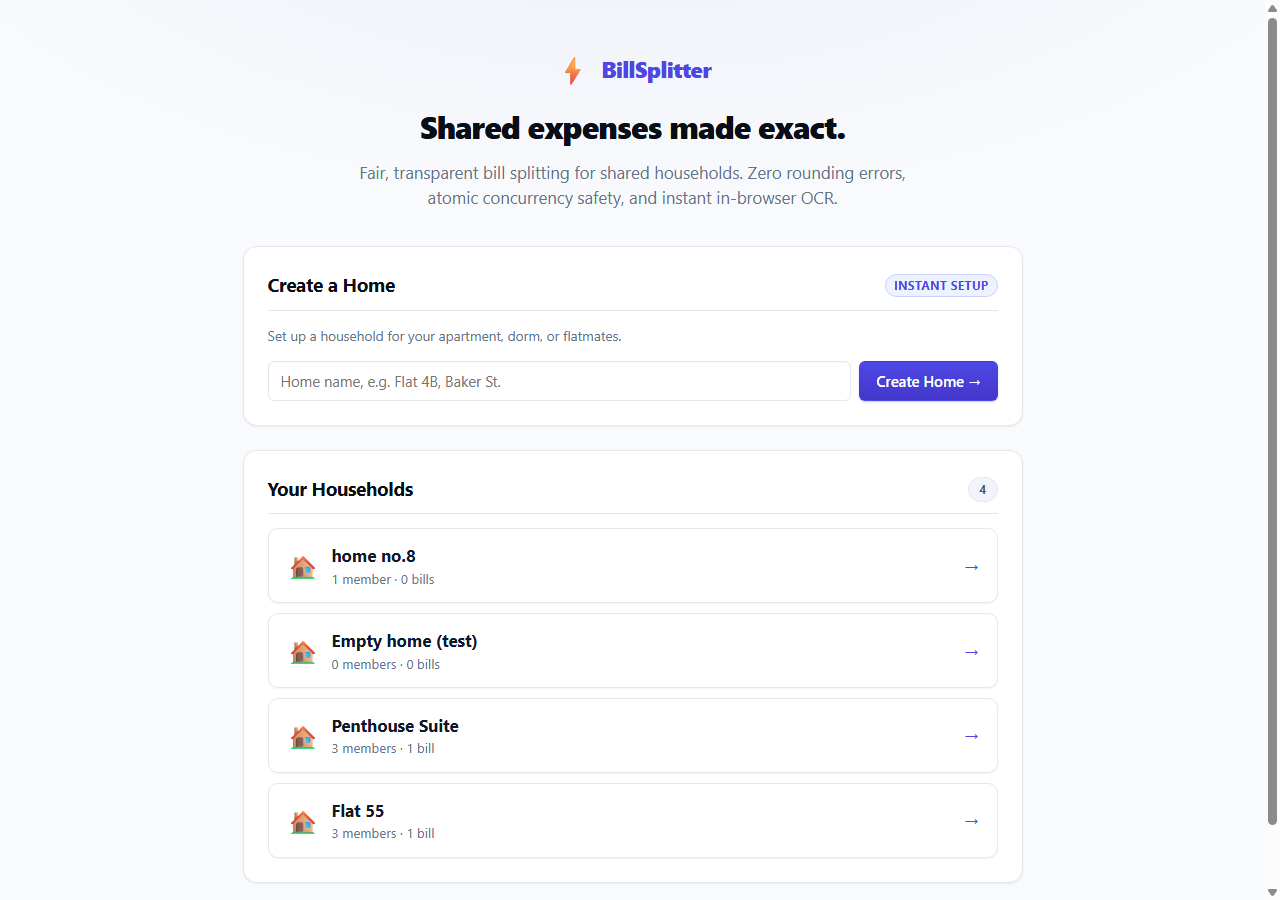 BillSplitter
Shared expenses made exact.
Fair, transparent bill splitting for shared households. Zero rounding errors,
atomic concurrency safety, and instant in-browser OCR.
Create a Home
INSTANT SETUP
Set up a household for your apartment, dorm, or flatmates.
Home name, e.g. Flat 4B, Baker St.
Create Home →
Your Households
4
home no.8
1 member · 0 bills
→
Empty home (test)
0 members · 0 bills
→
Penthouse Suite
3 members · 1 bill
→
Flat 55
3 members · 1 bill
→